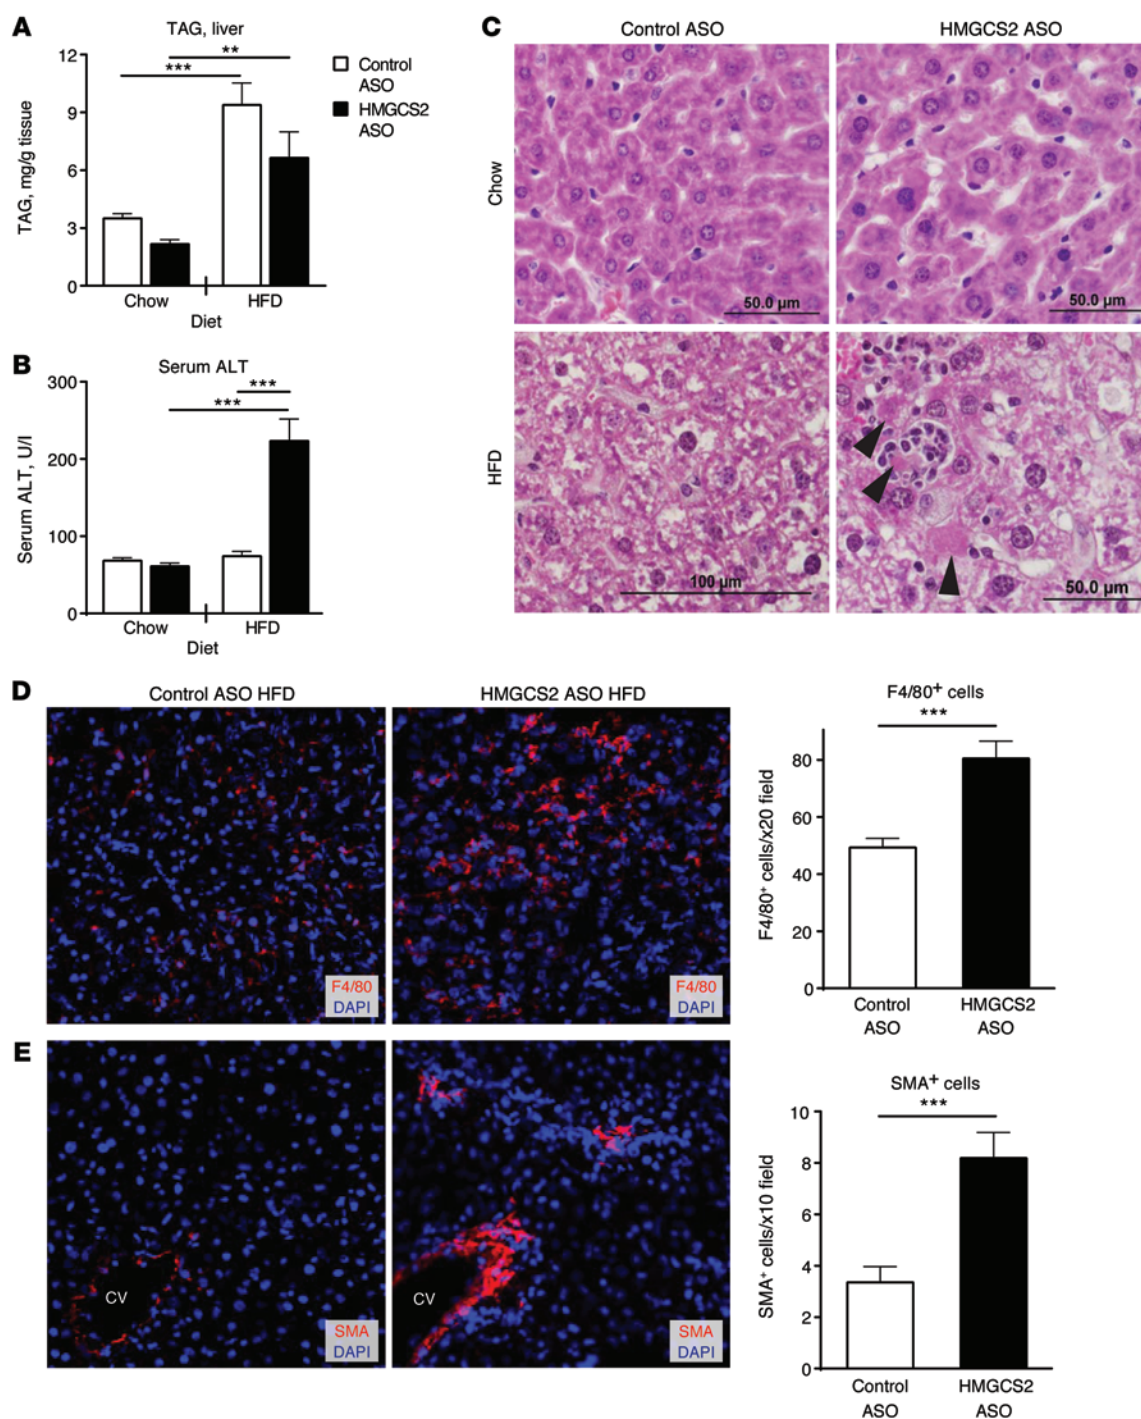 A
TAG, liver
**
***
12
9
6
3
0
TAG, mg/g tissue
Chow
HFD
Diet
Control
ASO
HMGCS2
ASO
B
Serum ALT
***
***
300
200
100
0
Serum ALT, U/l
Chow
HFD
Diet
C
Control ASO
HMGCS2 ASO
Chow
50.0 µm
50.0 µm
HFD
100 µm
50.0 µm
D
Control ASO HFD
HMGCS2 ASO HFD
F4/80
DAPI
F4/80
DAPI
F4/80+ cells
***
80
60
40
20
0
F4/80+ cells/x20 field
Control
ASO
HMGCS2
ASO
E
CV
SMA
DAPI
CV
SMA
DAPI
SMA+ cells
***
10
8
6
4
2
0
SMA+ cells/x10 field
Control
ASO
HMGCS2
ASO